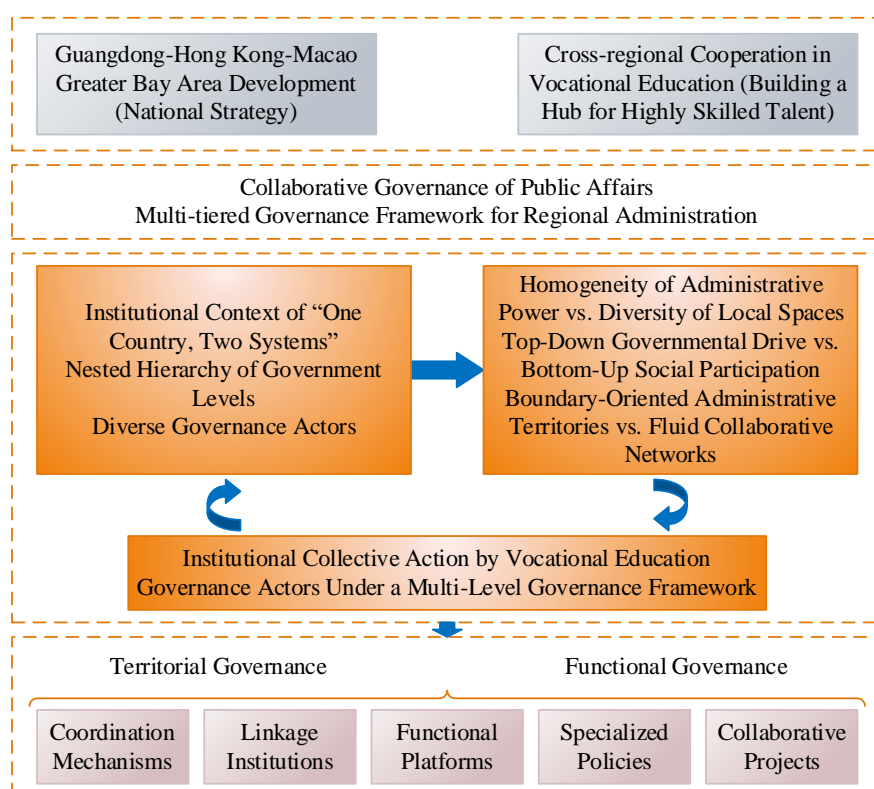 Guangdong-Hong Kong-Macao
Greater Bay Area Development
(National Strategy)
Cross-regional Cooperation in
Vocational Education (Building a
Hub for Highly Skilled Talent)
Collaborative Governance of Public Affairs
Multi-tiered Governance Framework for Regional Administration
Institutional Context of “One
Country, Two Systems”
Nested Hierarchy of Government
Levels
Diverse Governance Actors
Homogeneity of Administrative
Power vs. Diversity of Local Spaces
Top-Down Governmental Drive vs.
Bottom-Up Social Participation
Boundary-Oriented Administrative
Territories vs. Fluid Collaborative
Networks
Institutional Collective Action by Vocational Education
Governance Actors Under a Multi-Level Governance Framework
Territorial Governance
Functional Governance
Coordination
Mechanisms
Linkage
Institutions
Functional
Platforms
Specialized
Policies
Collaborative
Projects